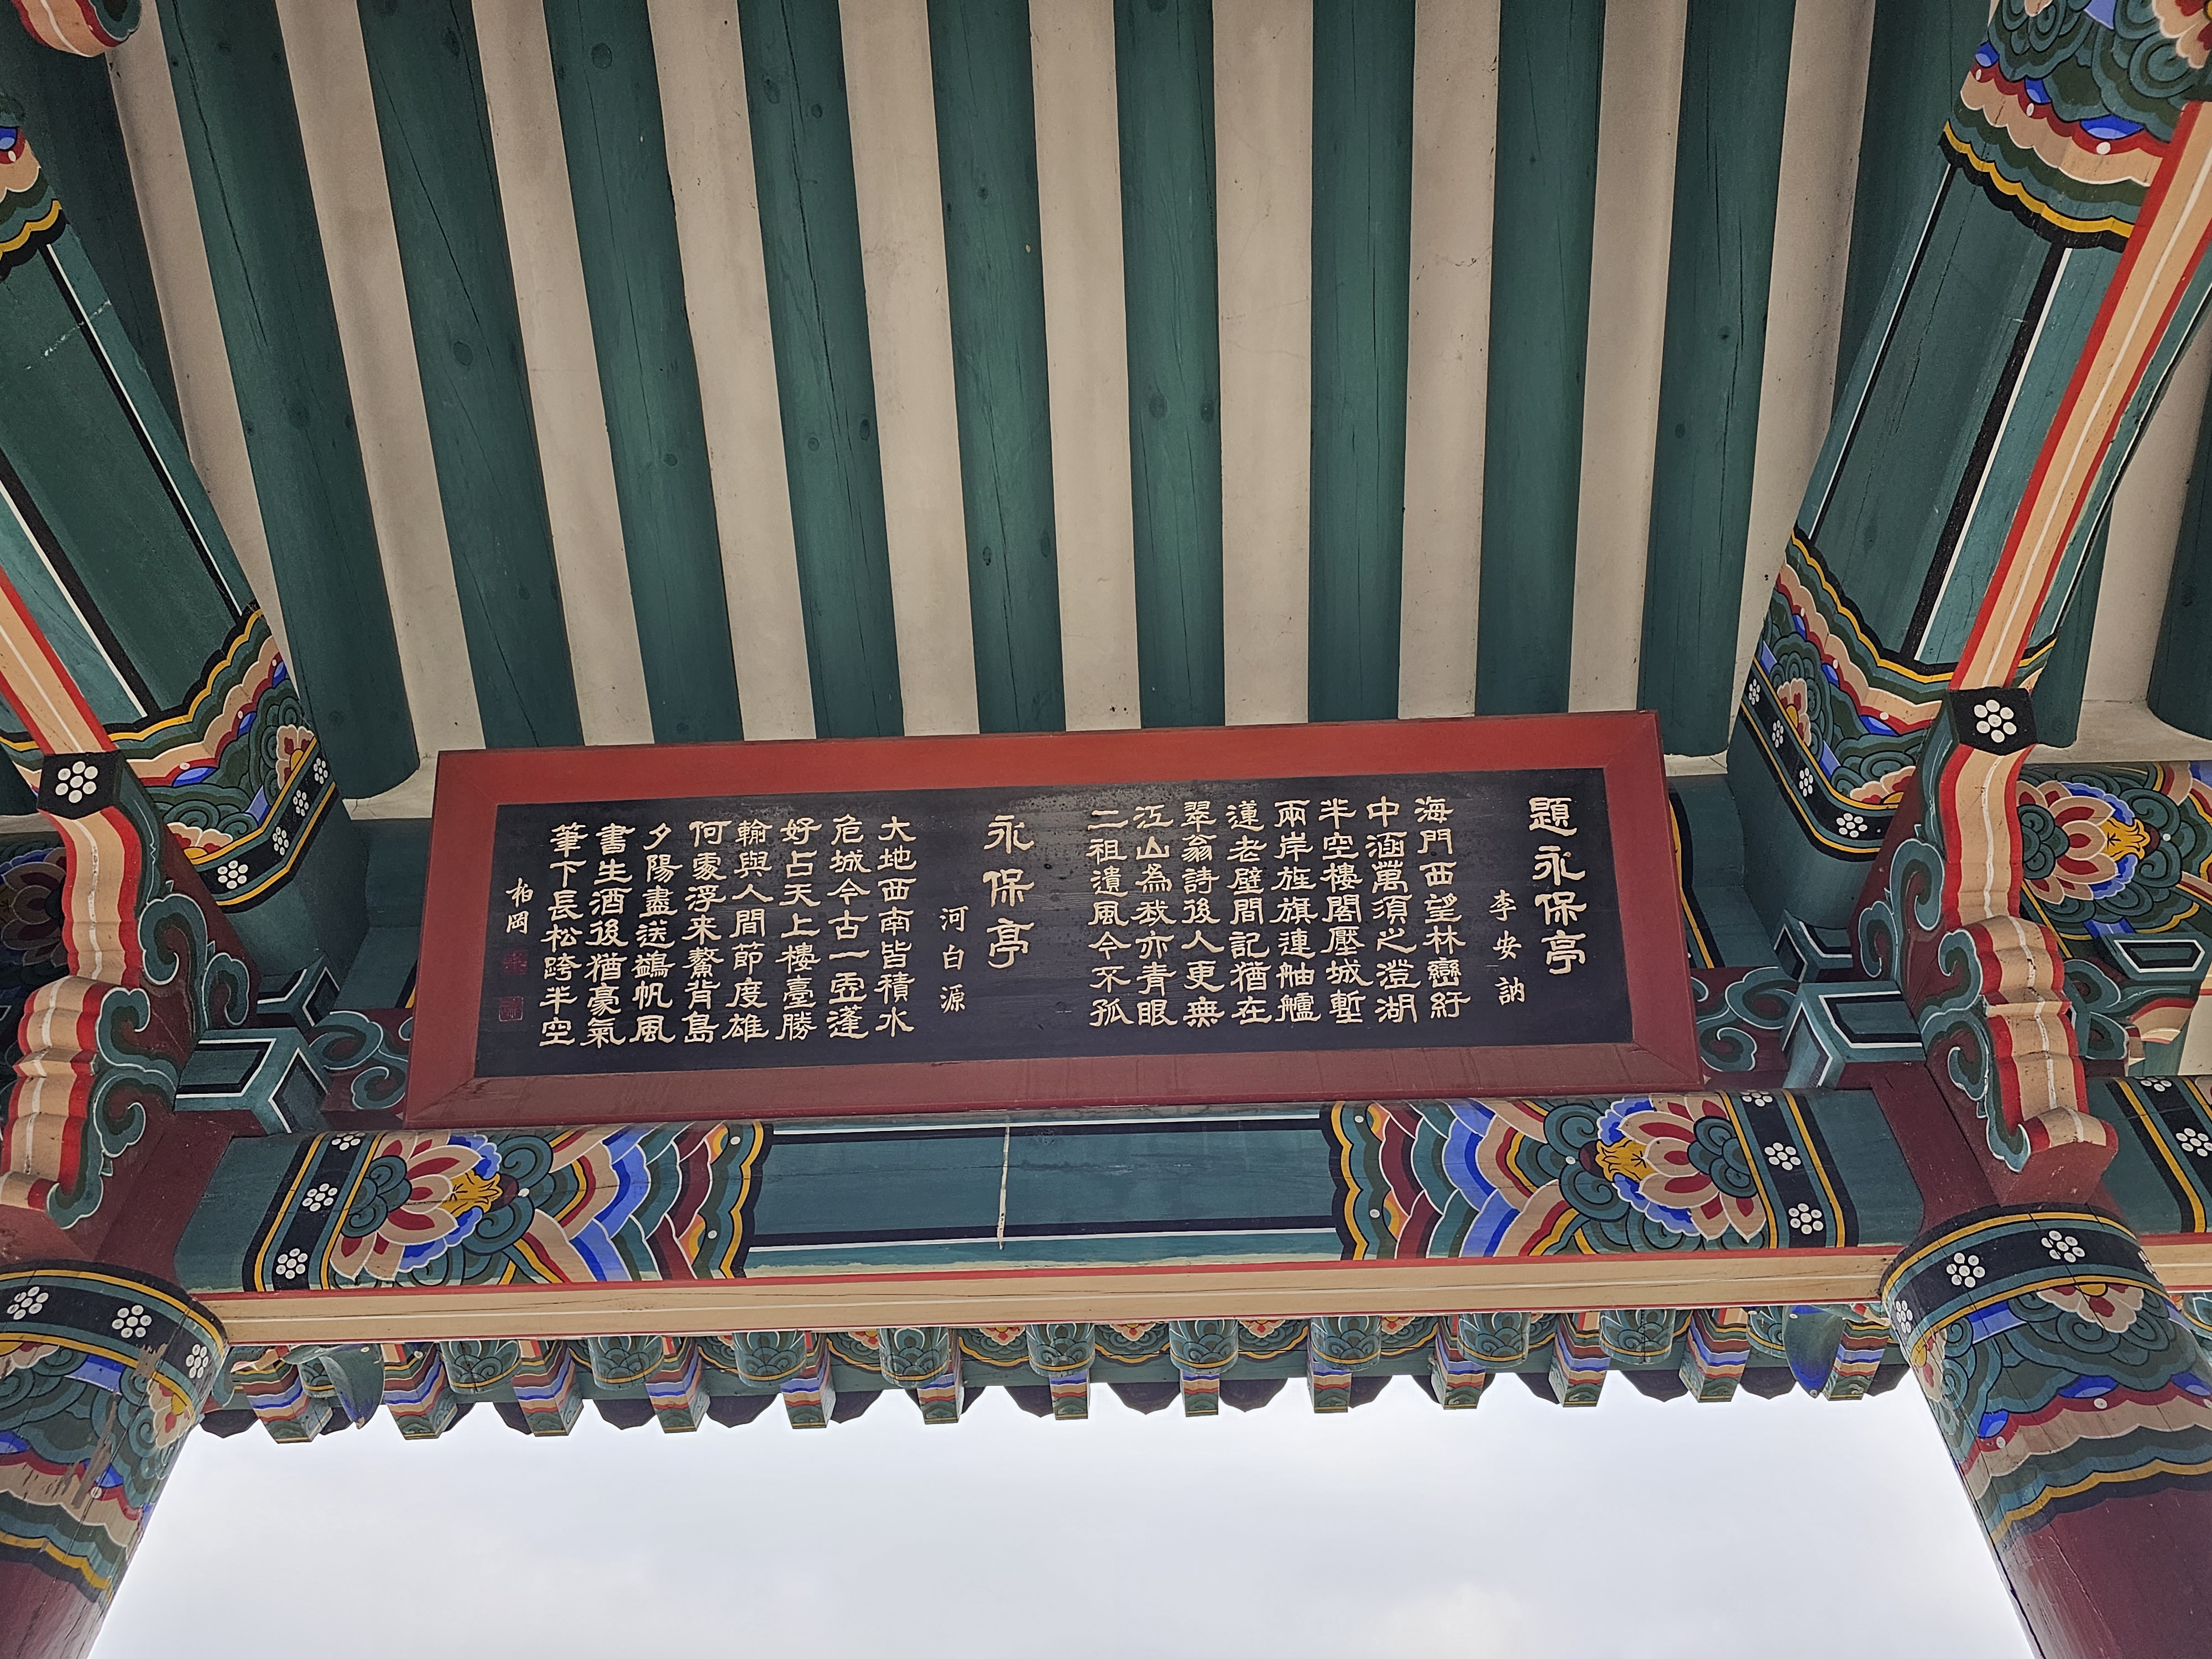 題永保亭
李安訥
海門西望林巒紆
中涵萬須之澄湖
半空樓閣壓城塹
兩岸旌旗連舳艫
蓮老壁間記猶在
翠翁詩後人更無
江山為我亦青眼
二祖遺風今不孤
永保亭
河白源
大地西南皆積水
危城今古一壺蓬
好占天上樓臺勝
輸與人間節度雄
何處浮来鰲背島
夕陽盡送鷁帆風
書生酒後猶豪氣
筆下長松跨半空
柏岡